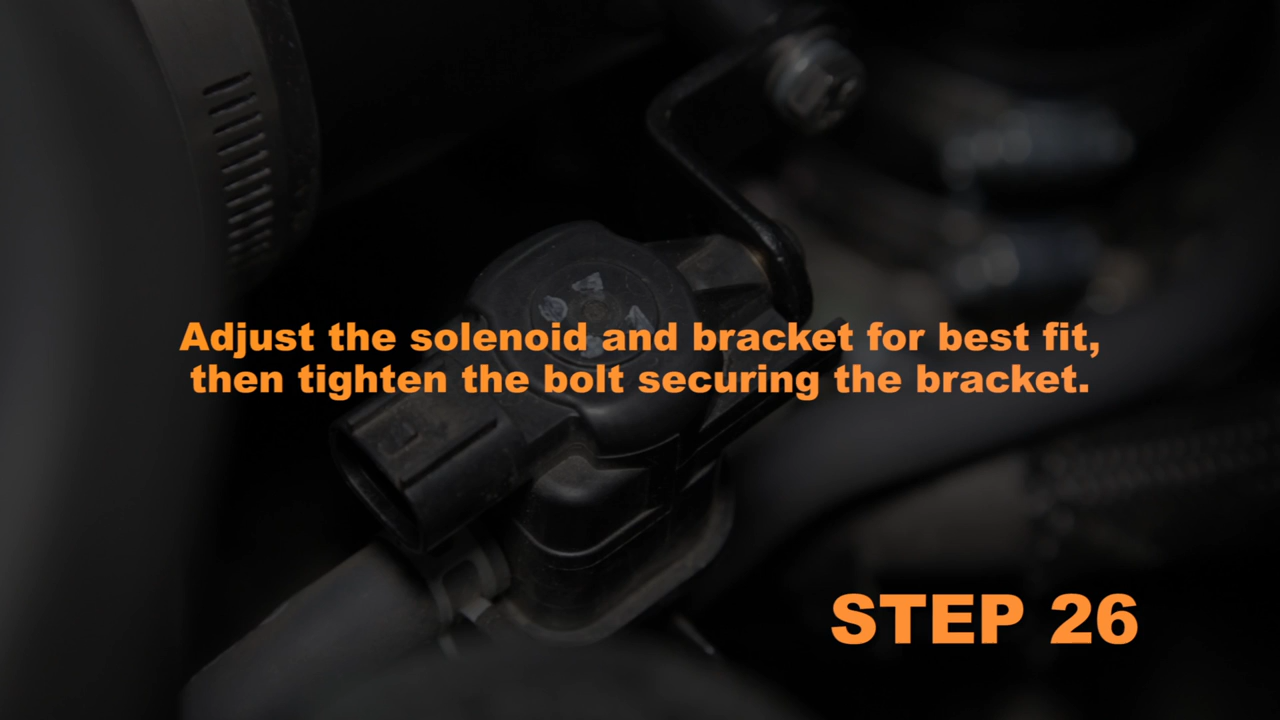 Adjust the solenoid and bracket for best fit,
then tighten the bolt securing the bracket.
STEP 26